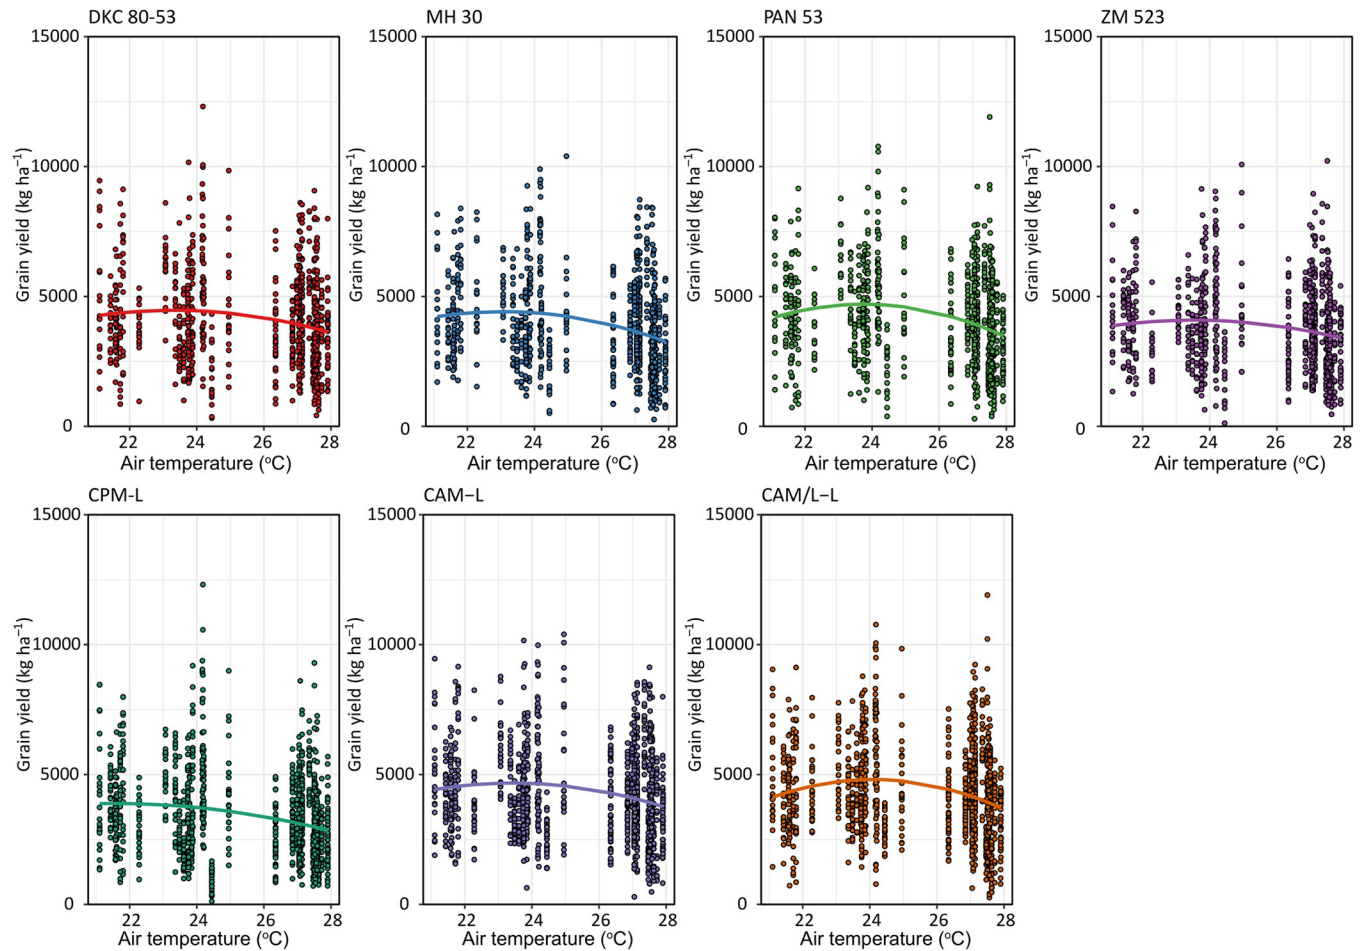 DKC 80-53 MH 30 PAN 53 ZM 523
15000 15000 15000 15000
10000 10000 10000 10000
5000 5000 5000 5000
0 0 0 0
Grain yield (kg ha⁻¹) Grain yield (kg ha⁻¹) Grain yield (kg ha⁻¹) Grain yield (kg ha⁻¹)
22 24 26 28 22 24 26 28 22 24 26 28 22 24 26 28
Air temperature (°C) Air temperature (°C) Air temperature (°C) Air temperature (°C)
CPM-L CAM–L CAM/L–L
15000 15000 15000
10000 10000 10000
5000 5000 5000
0 0 0
Grain yield (kg ha⁻¹) Grain yield (kg ha⁻¹) Grain yield (kg ha⁻¹)
22 24 26 28 22 24 26 28 22 24 26 28
Air temperature (°C) Air temperature (°C) Air temperature (°C)